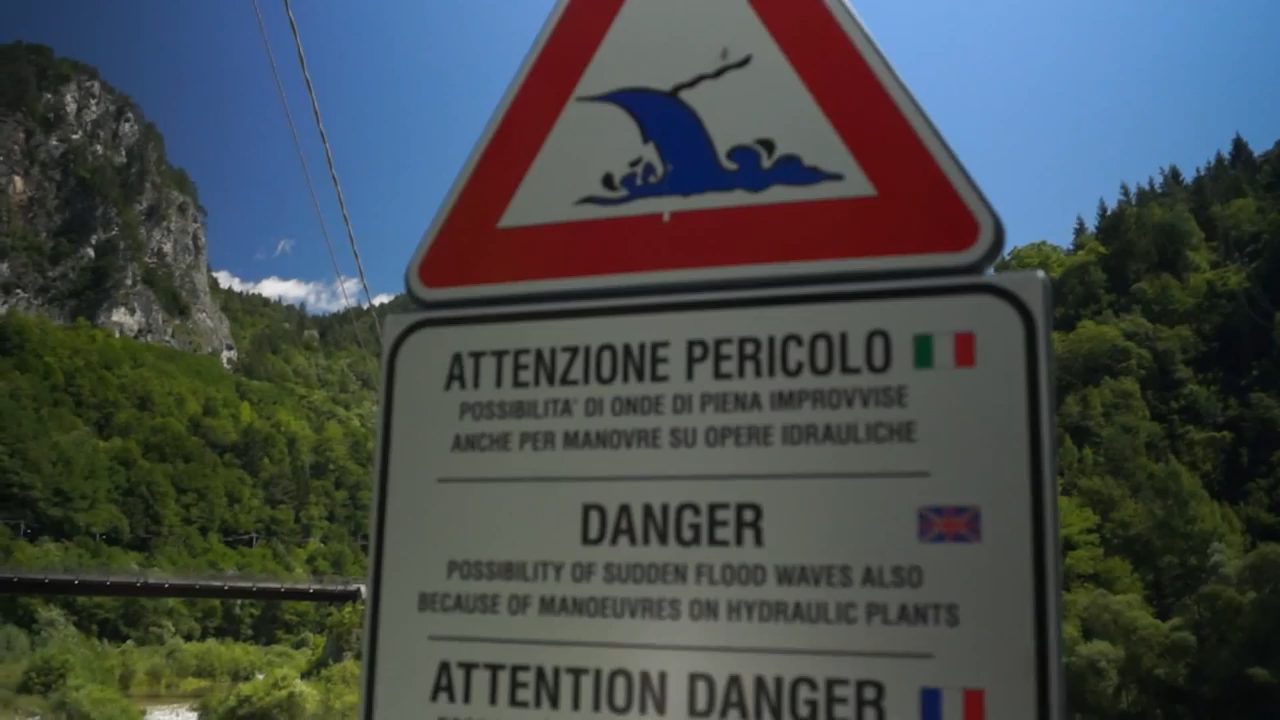 ATTENZIONE PERICOLO
POSSIBILITA' DI ONDE DI PIENA IMPROVVISE
ANCHE PER MANOVRE SU OPERE IDRAULICHE
DANGER
POSSIBILITY OF SUDDEN FLOOD WAVES ALSO
BECAUSE OF MANOEUVRES ON HYDRAULIC PLANTS
ATTENTION DANGER